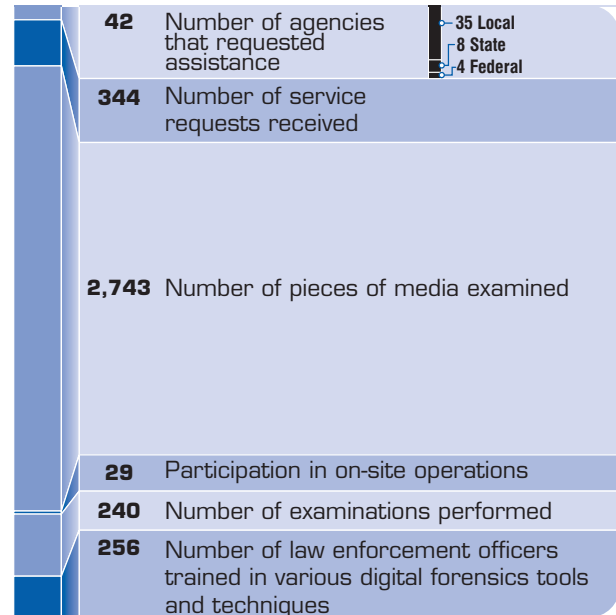 42 Number of agencies
that requested
assistance
35 Local
8 State
4 Federal
344 Number of service
requests received
2,743 Number of pieces of media examined
29 Participation in on-site operations
240 Number of examinations performed
256 Number of law enforcement officers
trained in various digital forensics tools
and techniques